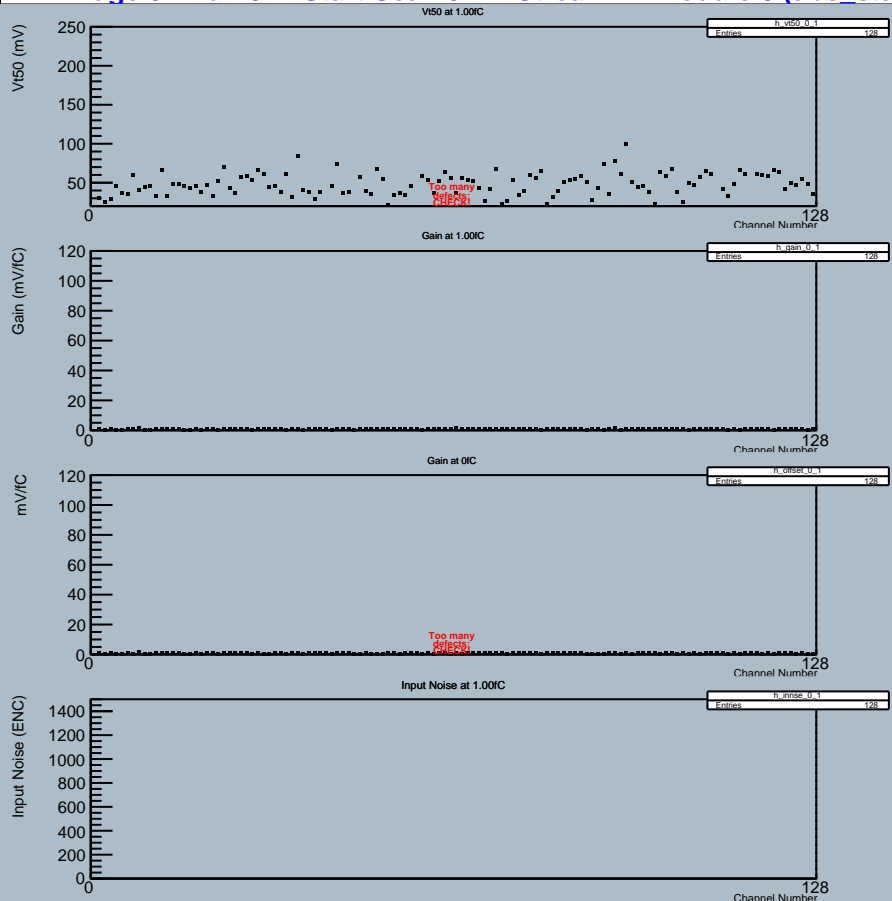 Vt50 at 1.00fC
h_vt50_0_1
Entries 128
Vt50 (mV)
250
200
150
100
50
Too many
defects:
CHECK!
0
128
Channel Number
Gain at 1.00fC
h_gain_0_1
Entries 128
Gain (mV/fC)
120
100
80
60
40
20
0
0
128
Channel Number
Gain at 0fC
h_offset_0_1
Entries 128
mV/fC
120
100
80
60
40
20
Too many
defects:
CHECK!
0
0
128
Channel Number
Input Noise at 1.00fC
h_innse_0_1
Entries 128
Input Noise (ENC)
1400
1200
1000
800
600
400
200
0
0
128
Channel Number